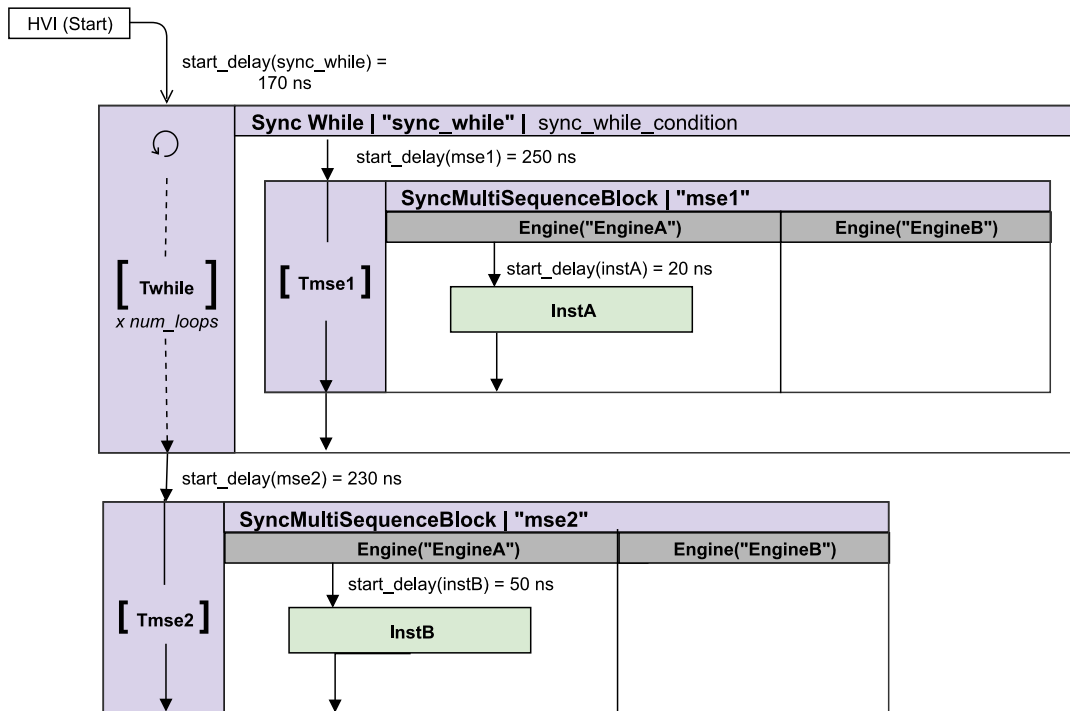 HVI (Start)
start_delay(sync_while) =
170 ns
Sync While | "sync_while" | sync_while_condition
start_delay(mse1) = 250 ns
SyncMultiSequenceBlock | "mse1"
Engine("EngineA") Engine("EngineB")
start_delay(instA) = 20 ns
[ Twhile ]
x num_loops
[ Tmse1 ]
InstA
start_delay(mse2) = 230 ns
SyncMultiSequenceBlock | "mse2"
Engine("EngineA") Engine("EngineB")
start_delay(instB) = 50 ns
[ Tmse2 ]
InstB